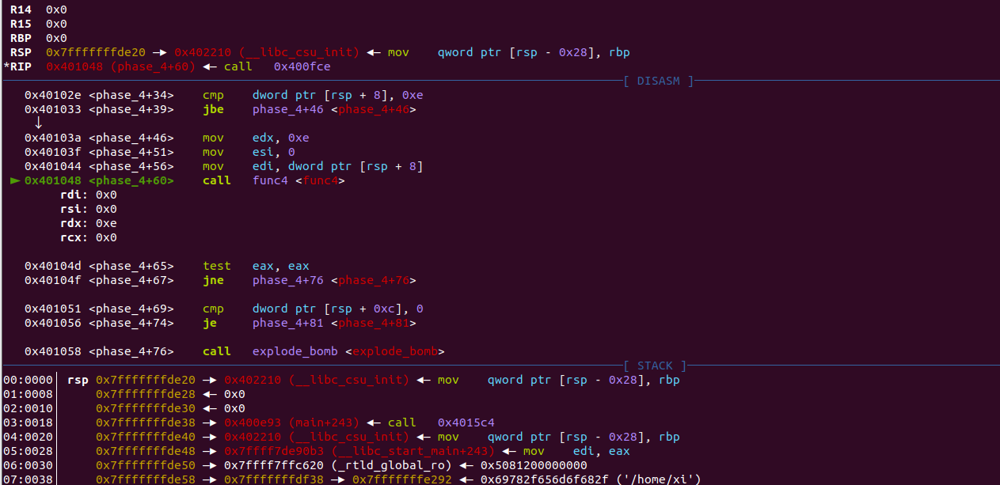 R14  0x0
R15  0x0
RBP  0x0
RSP  0x7fffffffde20 —▸ 0x402210 (__libc_csu_init) ◂— mov    qword ptr [rsp - 0x28], rbp
*RIP  0x401048 (phase_4+60) ◂— call   0x400fce
[ DISASM ]
0x40102e <phase_4+34>    cmp    dword ptr [rsp + 8], 0xe
0x401033 <phase_4+39>    jbe    phase_4+46 <phase_4+46>
↓
0x40103a <phase_4+46>    mov    edx, 0xe
0x40103f <phase_4+51>    mov    esi, 0
0x401044 <phase_4+56>    mov    edi, dword ptr [rsp + 8]
► 0x401048 <phase_4+60>    call   func4 <func4>
rdi: 0x0
rsi: 0x0
rdx: 0xe
rcx: 0x0
0x40104d <phase_4+65>    test   eax, eax
0x40104f <phase_4+67>    jne    phase_4+76 <phase_4+76>
0x401051 <phase_4+69>    cmp    dword ptr [rsp + 0xc], 0
0x401056 <phase_4+74>    je     phase_4+81 <phase_4+81>
0x401058 <phase_4+76>    call   explode_bomb <explode_bomb>
[ STACK ]
00:0000│ rsp 0x7fffffffde20 —▸ 0x402210 (__libc_csu_init) ◂— mov    qword ptr [rsp - 0x28], rbp
01:0008│     0x7fffffffde28 ◂— 0x0
02:0010│     0x7fffffffde30 ◂— 0x0
03:0018│     0x7fffffffde38 —▸ 0x400e93 (main+243) ◂— call   0x4015c4
04:0020│     0x7fffffffde40 —▸ 0x402210 (__libc_csu_init) ◂— mov    qword ptr [rsp - 0x28], rbp
05:0028│     0x7fffffffde48 —▸ 0x7ffff7de90b3 (__libc_start_main+243) ◂— mov    edi, eax
06:0030│     0x7fffffffde50 —▸ 0x7ffff7ffc620 (_rtld_global_ro) ◂— 0x5081200000000
07:0038│     0x7fffffffde58 —▸ 0x7fffffffdf38 —▸ 0x7fffffffe292 ◂— 0x69782f656d6f682f ('/home/xi')